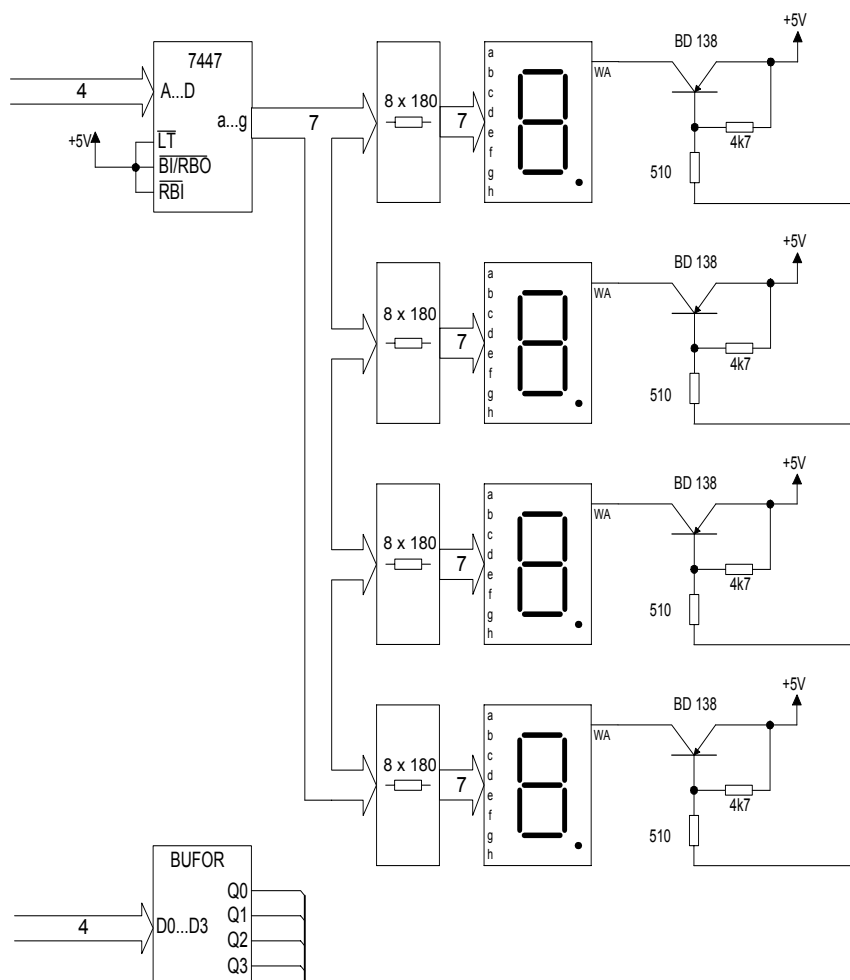 7447
4
A...D
a...g
7
+5V
LT
BI/RBO
RBI
8 x 180
7
a
b
c
d
e
f
g
h
WA
BD 138
+5V
4k7
510
8 x 180
7
a
b
c
d
e
f
g
h
WA
BD 138
+5V
4k7
510
8 x 180
7
a
b
c
d
e
f
g
h
WA
BD 138
+5V
4k7
510
8 x 180
7
a
b
c
d
e
f
g
h
WA
BD 138
+5V
4k7
510
BUFOR
4
D0...D3
Q0
Q1
Q2
Q3